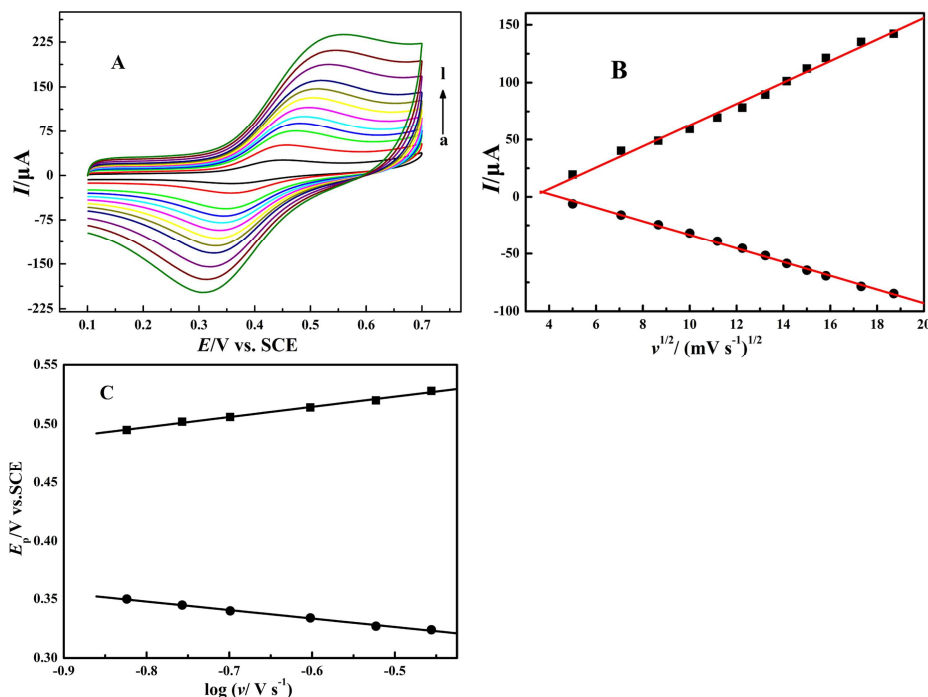 A
I/µA
225
150
75
0
-75
-150
-225
l
a
0.1 0.2 0.3 0.4 0.5 0.6 0.7
E/V vs. SCE
B
I/µA
150
100
50
0
-50
-100
4 6 8 10 12 14 16 18 20
v^1/2/ (mV s^-1)^1/2
C
E_p/V vs.SCE
0.55
0.50
0.45
0.40
0.35
0.30
-0.9 -0.8 -0.7 -0.6 -0.5
log (v/ V s^-1)